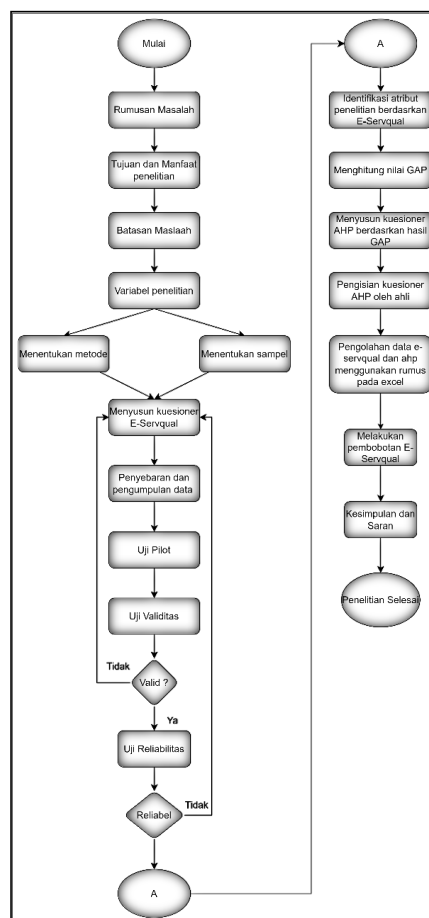 Mulai
Rumusan Masalah
Tujuan dan Manfaat
penelitian
Batasan Maslaah
Variabel penelitian
Menentukan metode
Menentukan sampel
Menyusun kuesioner
E-Servqual
Penyebaran dan
pengumpulan data
Uji Pilot
Uji Validitas
Tidak
Valid ?
Ya
Uji Reliabilitas
Tidak
Reliabel
A
A
Identifikasi atribut
penelitian berdasrkan
E-Servqual
Menghitung nilai GAP
Menyusun kuesioner
AHP berdasrkan hasil
GAP
Pengisian kuesioner
AHP oleh ahli
Pengolahan data e-
servqual dan ahp
menggunakan rumus
pada excel
Melakukan
pembobotan E-
Servqual
Kesimpulan dan
Saran
Penelitian Selesai